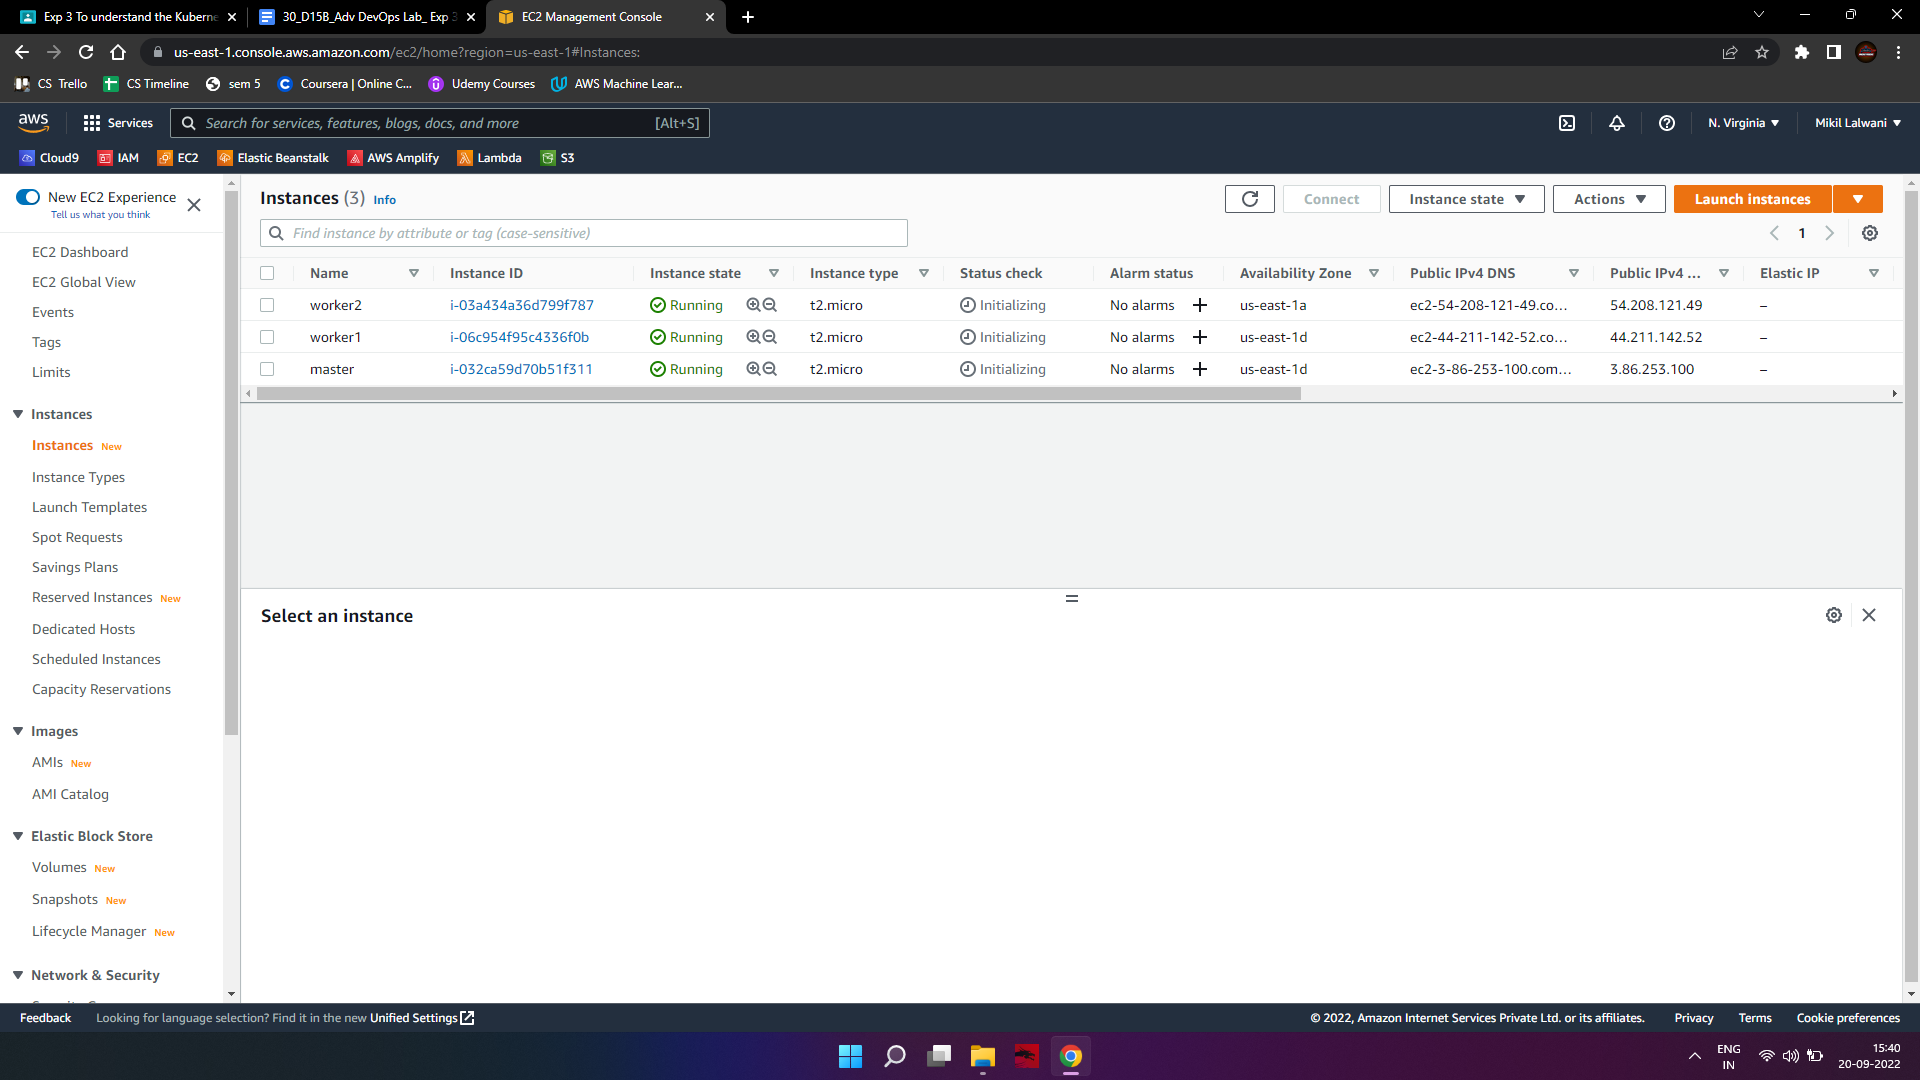 Exp 3 To understand the Kuberne
30_D15B_Adv DevOps Lab_ Exp 3
EC2 Management Console
us-east-1.console.aws.amazon.com/ec2/home?region=us-east-1#Instances:
CS Trello
CS Timeline
sem 5
Coursera | Online C...
Udemy Courses
AWS Machine Lear...
aws
Services
Search for services, features, blogs, docs, and more
[Alt+S]
N. Virginia
Mikil Lalwani
Cloud9
IAM
EC2
Elastic Beanstalk
AWS Amplify
Lambda
S3
New EC2 Experience
Tell us what you think
EC2 Dashboard
EC2 Global View
Events
Tags
Limits
Instances
Instances New
Instance Types
Launch Templates
Spot Requests
Savings Plans
Reserved Instances New
Dedicated Hosts
Scheduled Instances
Capacity Reservations
Images
AMIs New
AMI Catalog
Elastic Block Store
Volumes New
Snapshots New
Lifecycle Manager New
Network & Security
Instances (3) Info
Connect
Instance state
Actions
Launch instances
Find instance by attribute or tag (case-sensitive)
1
Name Instance ID Instance state Instance type Status check Alarm status Availability Zone Public IPv4 DNS Public IPv4 ... Elastic IP
worker2 i-03a434a36d799f787 Running t2.micro Initializing No alarms + us-east-1a ec2-54-208-121-49.co... 54.208.121.49 –
worker1 i-06c954f95c4336f0b Running t2.micro Initializing No alarms + us-east-1d ec2-44-211-142-52.co... 44.211.142.52 –
master i-032ca59d70b51f311 Running t2.micro Initializing No alarms + us-east-1d ec2-3-86-253-100.com... 3.86.253.100 –
Select an instance
Feedback
Looking for language selection? Find it in the new Unified Settings
© 2022, Amazon Internet Services Private Ltd. or its affiliates.
Privacy
Terms
Cookie preferences
ENG
IN
15:40
20-09-2022